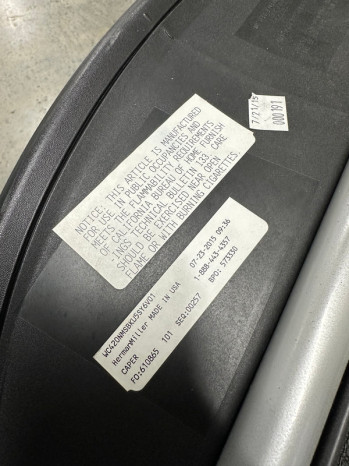 7/21/15
000191
NOTICE: THIS ARTICLE IS MANUFACTURED
FOR USE IN PUBLIC OCCUPANCIES AND
MEETS THE FLAMMABILITY REQUIREMENTS
OF CALIFORNIA BUREAU OF HOME FURNISH
-INGS TECHNICAL BULLETIN 133. CARE
SHOULD BE EXERCISED NEAR OPEN
FLAME OR WITH BURNING CIGARETTES.
07-23-2015 09:36
HermanMiller MADE IN USA
1-888-443-4357
CAPER
101 SEQ:00257
BPO: 573330
FO:610865